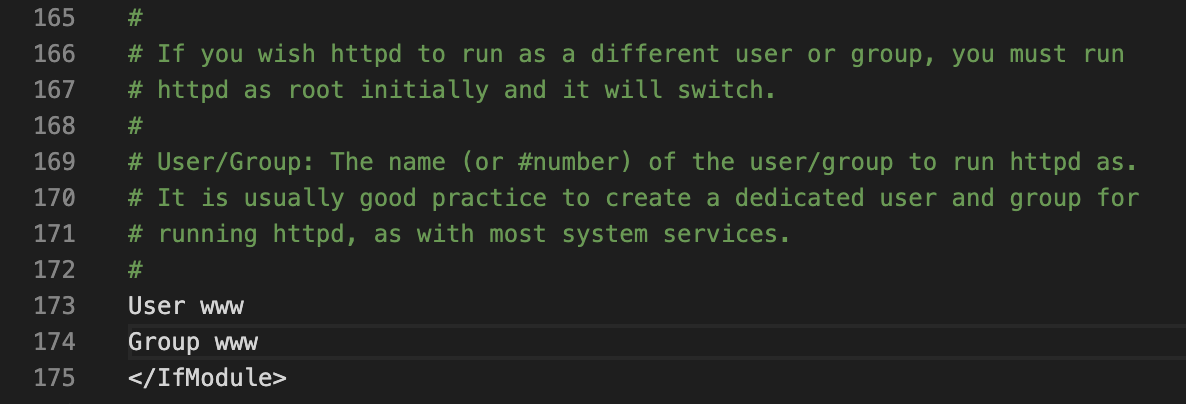 165 #
166 # If you wish httpd to run as a different user or group, you must run
167 # httpd as root initially and it will switch.
168 #
169 # User/Group: The name (or #number) of the user/group to run httpd as.
170 # It is usually good practice to create a dedicated user and group for
171 # running httpd, as with most system services.
172 #
173 User www
174 Group www
175 </IfModule>